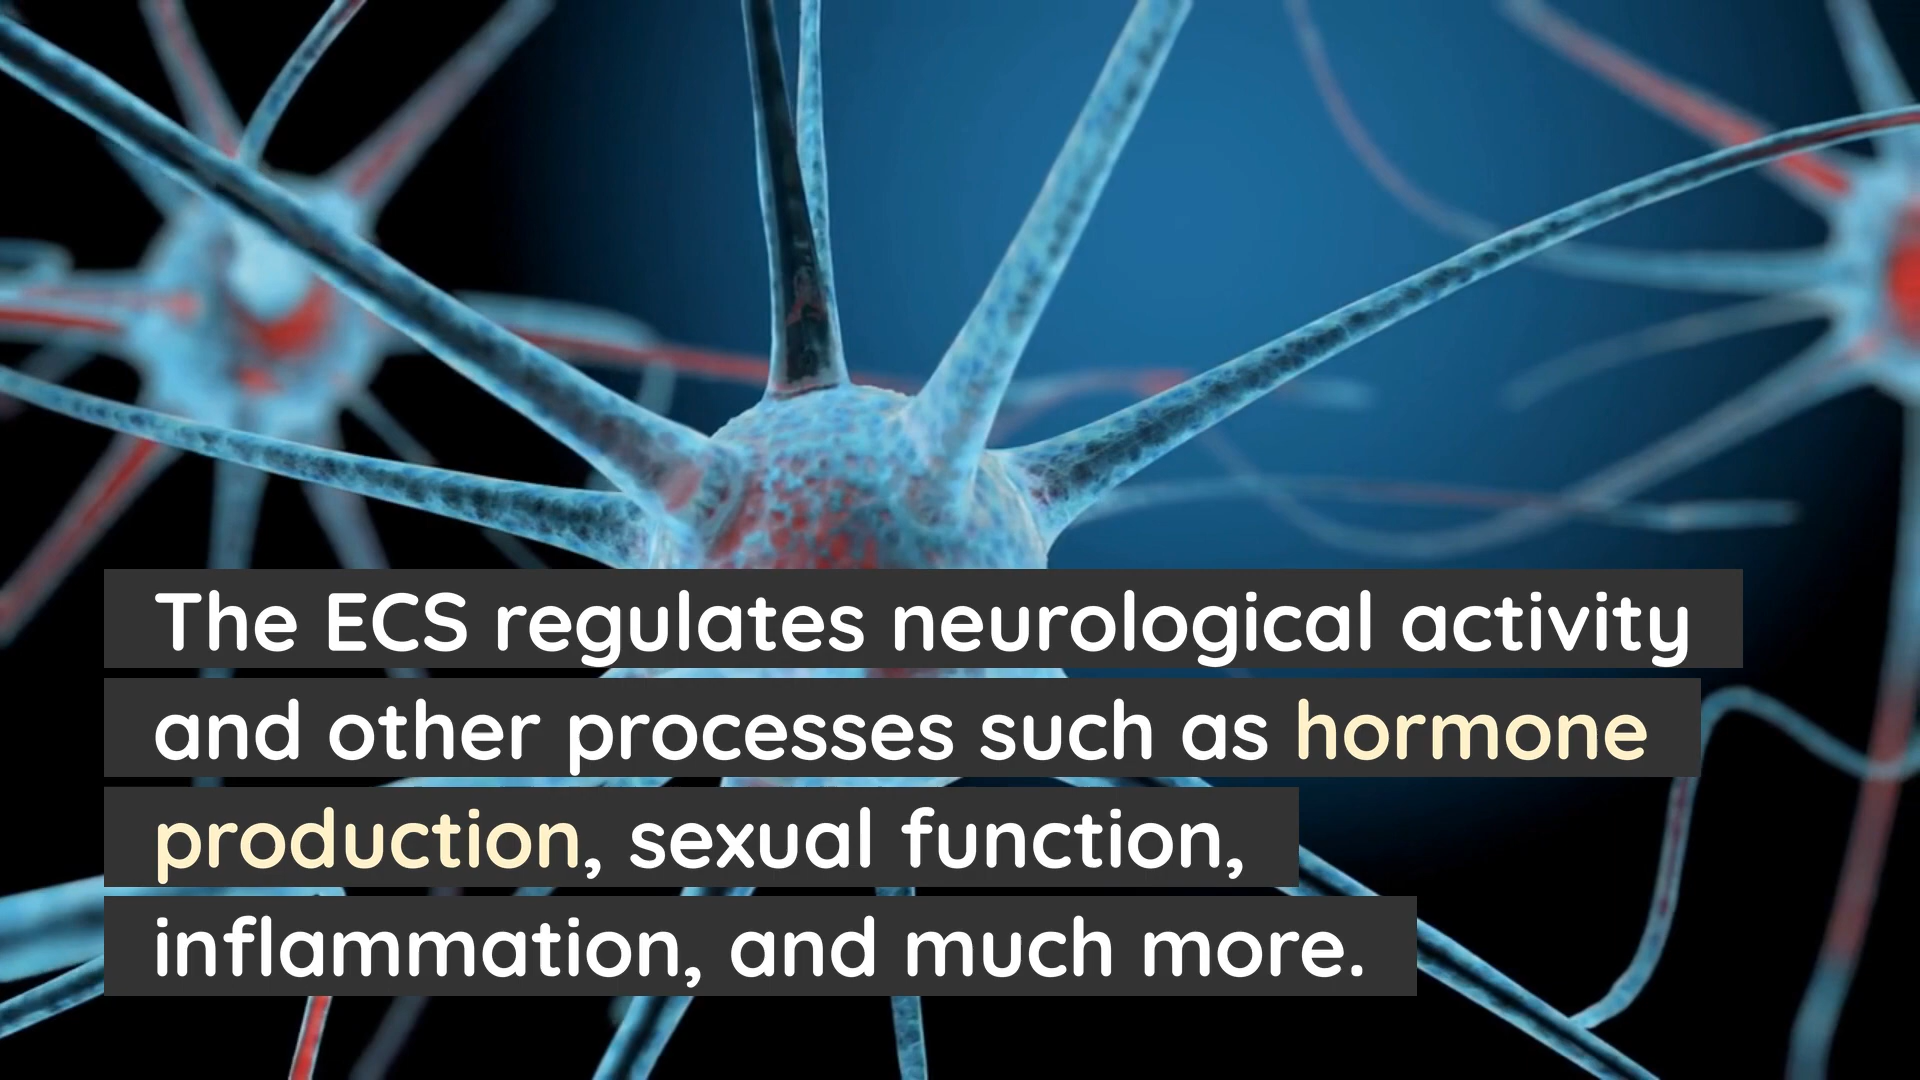 The ECS regulates neurological activity
and other processes such as hormone
production, sexual function,
inflammation, and much more.